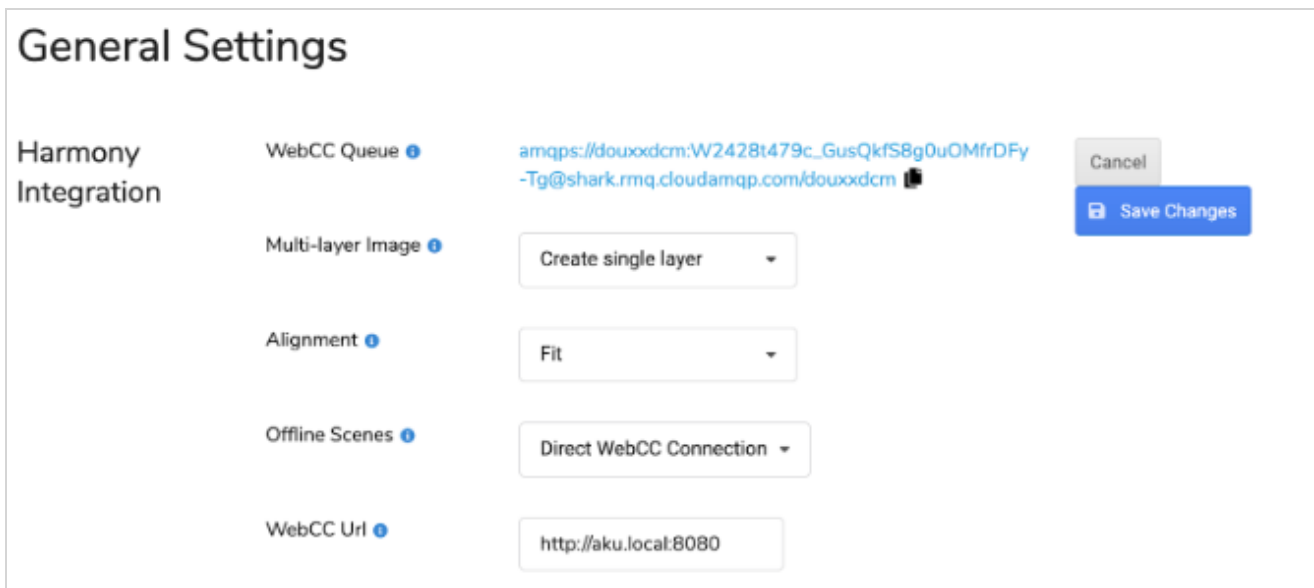 General Settings
Harmony
Integration
WebCC Queue
amqps://douxxdcm:W2428t479c_GusQkfS8g0uOMfrDFy
-Tg@shark.rmq.cloudamqp.com/douxxdcm
Cancel
Save Changes
Multi-layer Image
Create single layer
Alignment
Fit
Offline Scenes
Direct WebCC Connection
WebCC Url
http://aku.local:8080